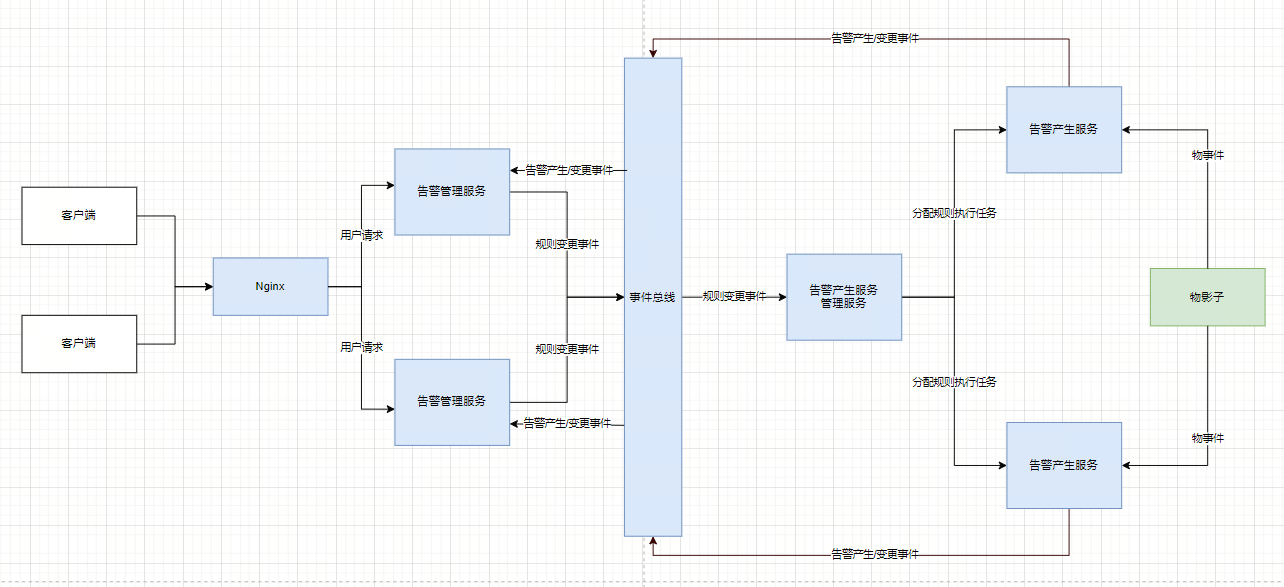 告警产生/变更事件
告警产生服务
物事件
告警产生/变更事件
告警管理服务
客户端
用户请求
规则变更事件
分配规则执行任务
Nginx
事件总线
规则变更事件
告警产生服务
管理服务
物影子
客户端
用户请求
规则变更事件
分配规则执行任务
告警管理服务
告警产生/变更事件
物事件
告警产生服务
告警产生/变更事件